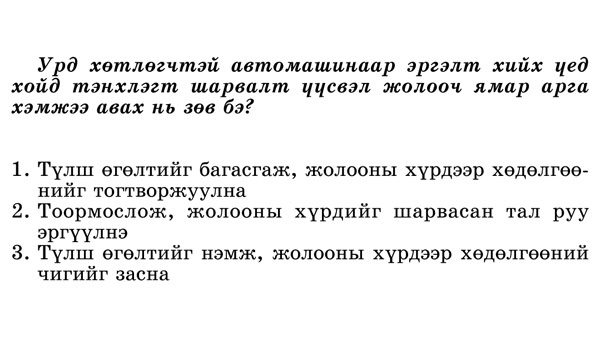 Урд хөтлөгчтэй автомашинаар эргэлт хийх үед
хойд тэнхлэгт шарвалт үүсвэл жолооч ямар арга
хэмжээ авах нь зөв бэ?
1. Түлш өгөлтийг багасгаж, жолооны хүрдээр хөдөлгөө-
нийг тогтворжуулна
2. Тоормослож, жолооны хүрдийг шарвасан тал руу
эргүүлнэ
3. Түлш өгөлтийг нэмж, жолооны хүрдээр хөдөлгөөний
чигийг засна